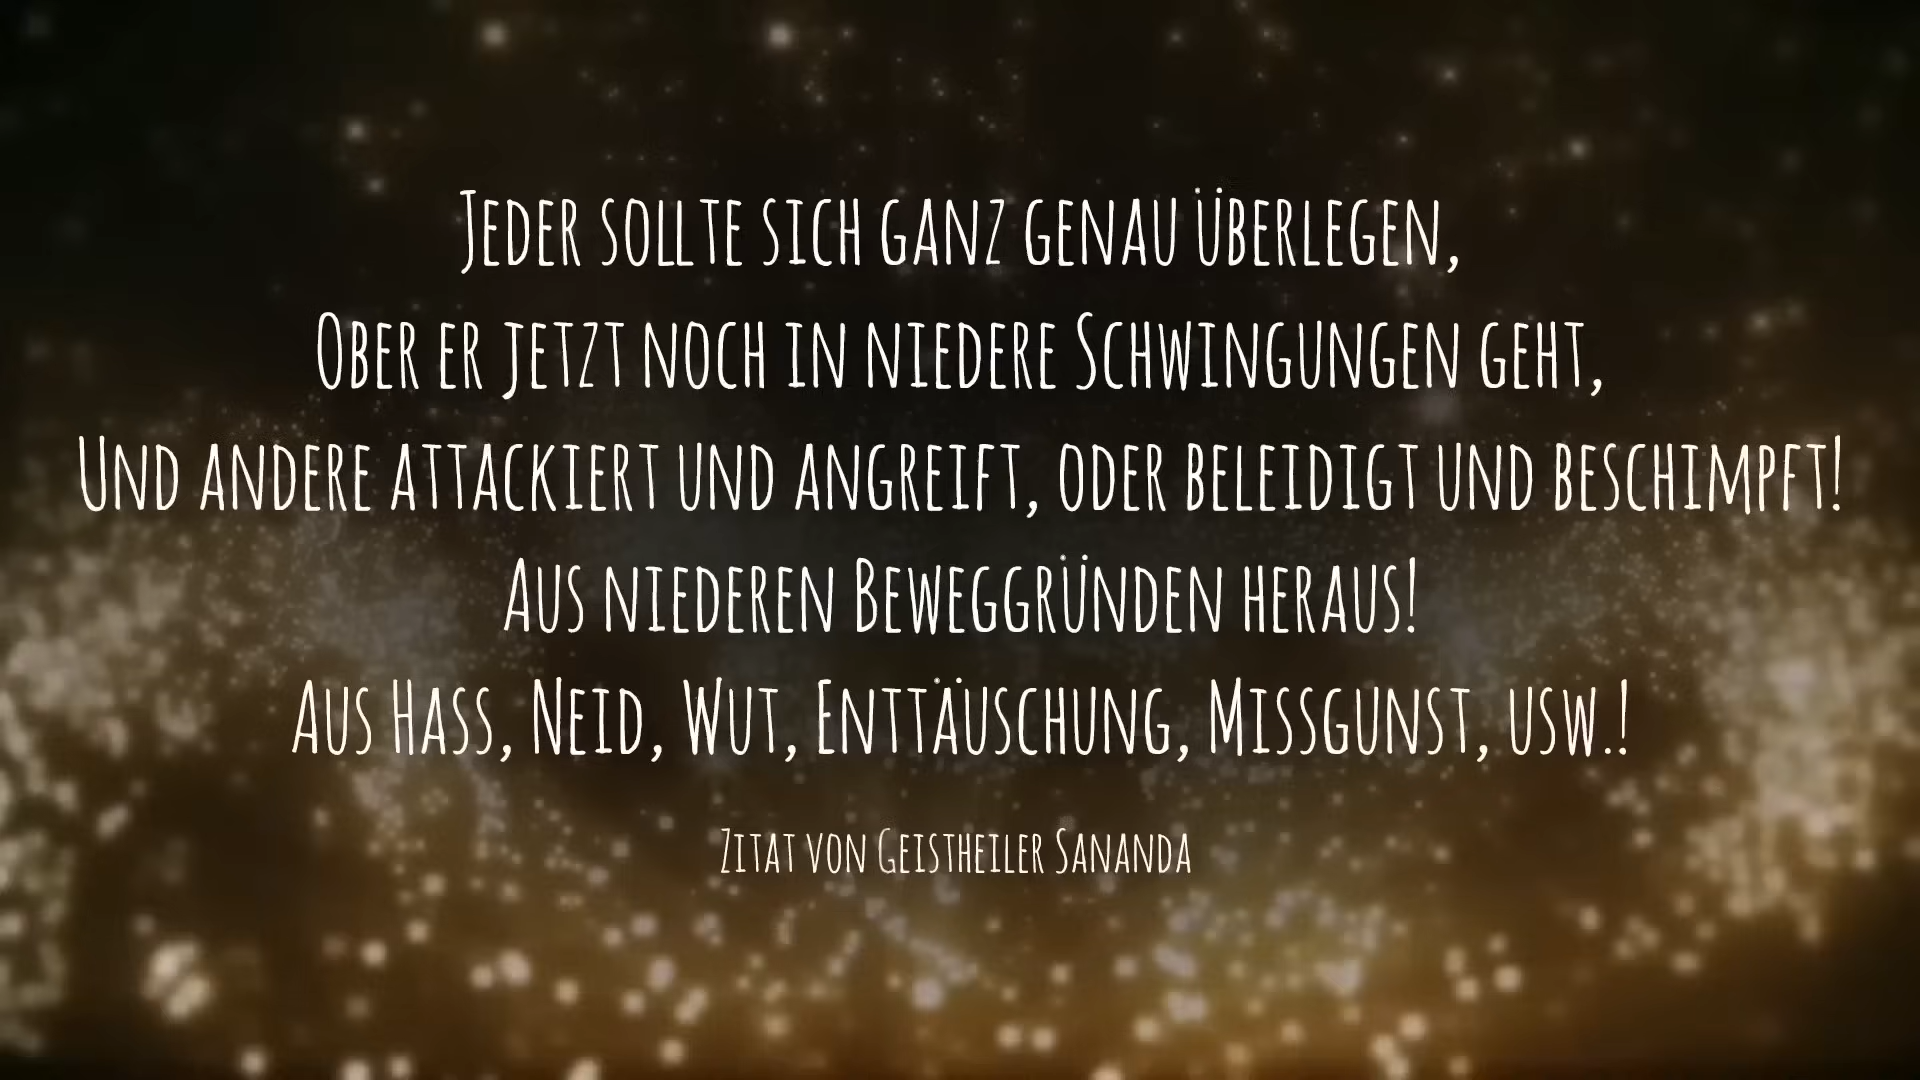 Jeder sollte sich ganz genau überlegen,
Ober er jetzt noch in niedere Schwingungen geht,
Und andere attackiert und angreift, oder beleidigt und beschimpft!
Aus niederen Beweggründen heraus!
Aus Hass, Neid, Wut, Enttäuschung, Missgunst, usw.!
Zitat von Geistheiler Sananda